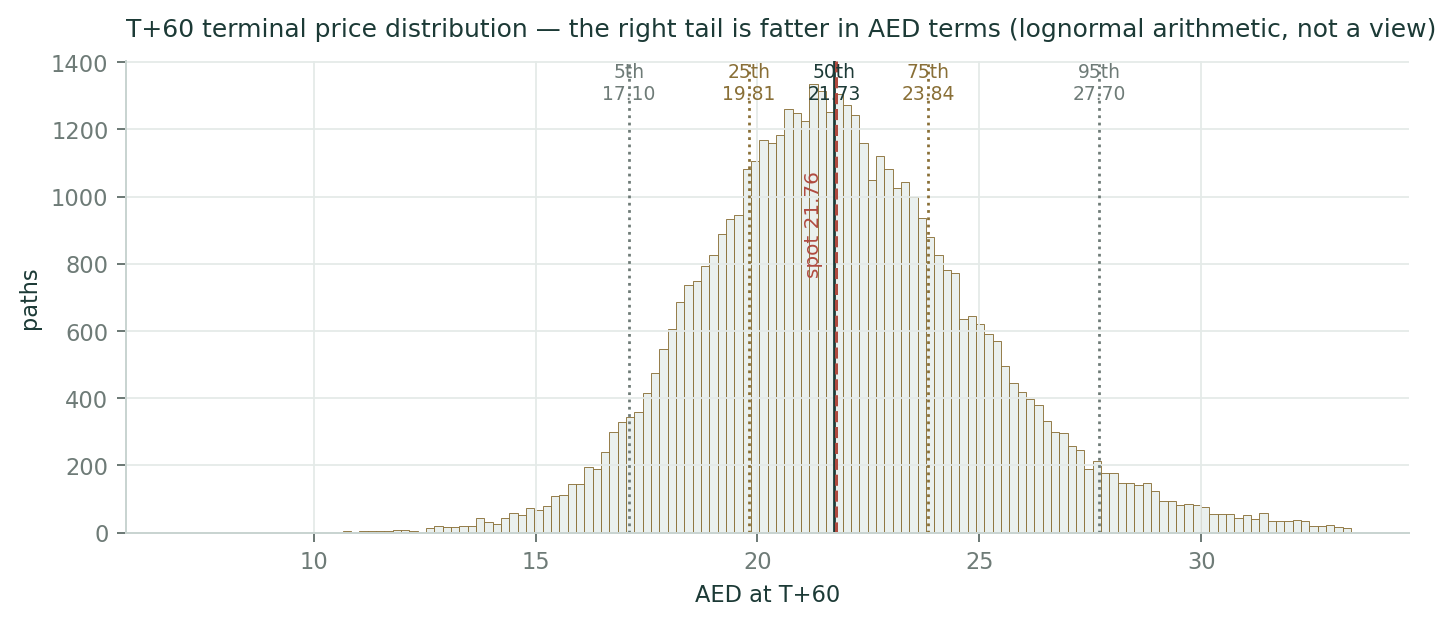 T+60 terminal price distribution — the right tail is fatter in AED terms (lognormal arithmetic, not a view)
5th
17.10
25th
19.81
50th
21.73
75th
23.84
95th
27.70
spot 21.76
paths
1400
1200
1000
800
600
400
200
0
10
15
20
25
30
AED at T+60